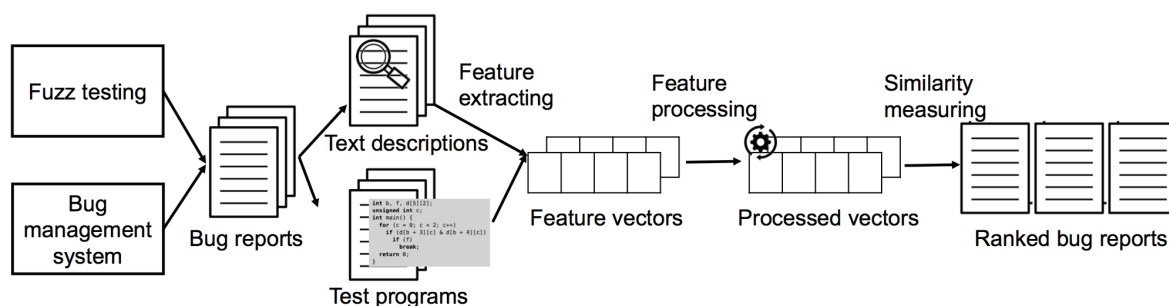 Fuzz testing
Bug
management
system
Bug reports
Text descriptions
Test programs
int b, f, d[5][2];
unsigned int c;
int main() {
for (c = 0; c < 2; c++)
if (d[b + 3][c] & d[b + 4][c])
if (f)
break;
return 0;
}
Feature
extracting
Feature vectors
Feature
processing
Processed vectors
Similarity
measuring
Ranked bug reports